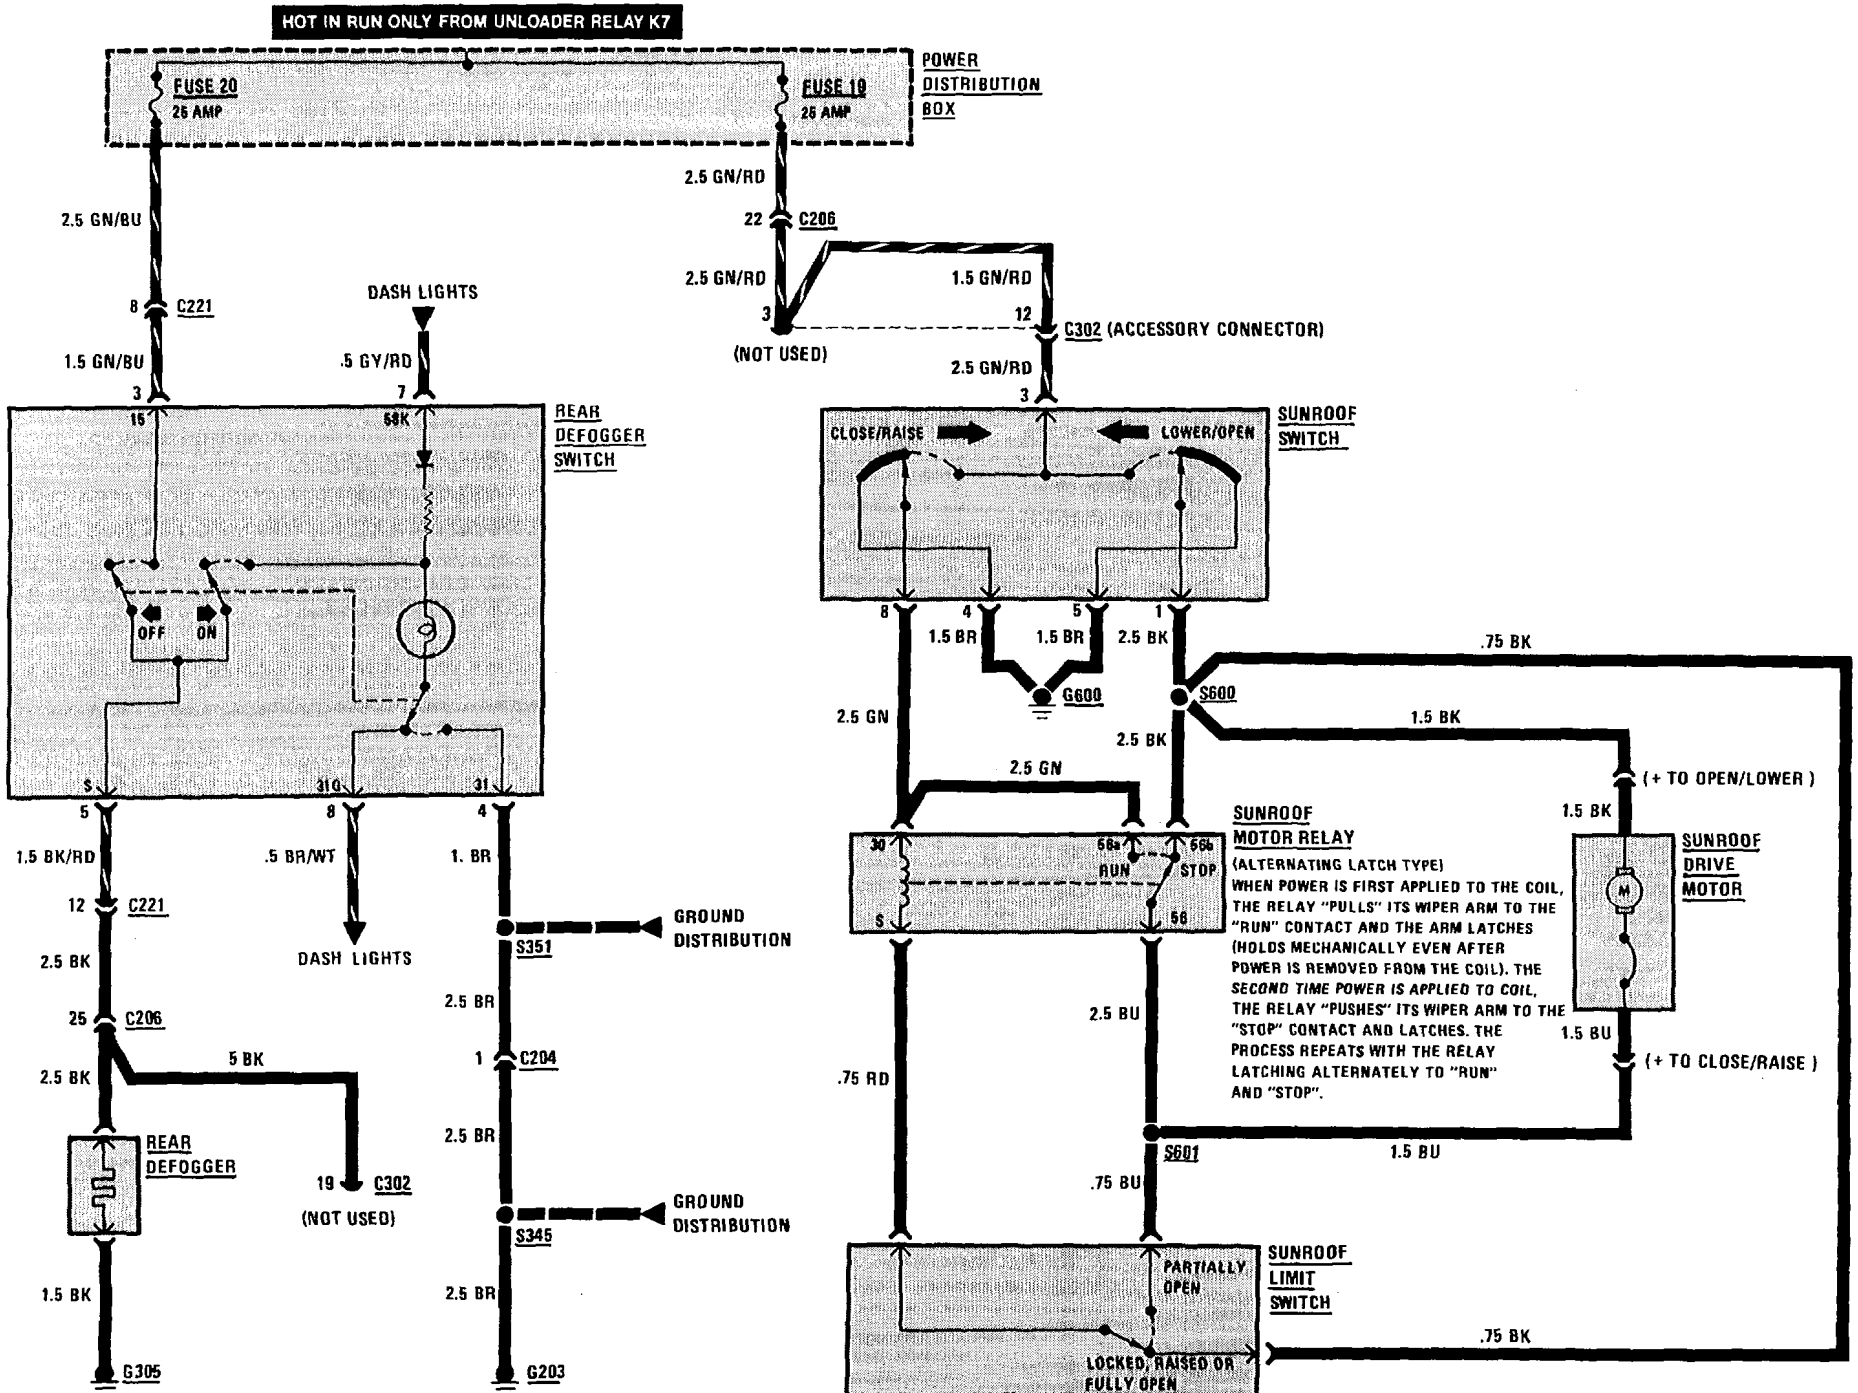 HOT IN RUN ONLY FROM UNLOADER RELAY K7
POWER
DISTRIBUTION
BOX
FUSE 20
25 AMP
FUSE 19
25 AMP
2.5 GN/RD
2.5 GN/BU
22
C206
2.5 GN/RD
1.5 GN/RD
DASH LIGHTS
8
C221
3
12
C302 (ACCESSORY CONNECTOR)
(NOT USED)
1.5 GN/BU
.5 GY/RD
2.5 GN/RD
3
7
3
15
58K
REAR
DEFOGGER
SWITCH
SUNROOF
SWITCH
CLOSE/RAISE
LOWER/OPEN
OFF
ON
8
4
5
1
1.5 BR
1.5 BR
2.5 BK
.75 BK
G600
S600
2.5 GN
1.5 BK
2.5 BK
2.5 GN
(+ TO OPEN/LOWER )
S
31G
31
5
8
4
1.5 BK
SUNROOF
MOTOR RELAY
(ALTERNATING LATCH TYPE)
WHEN POWER IS FIRST APPLIED TO THE COIL,
THE RELAY "PULLS" ITS WIPER ARM TO THE
"RUN" CONTACT AND THE ARM LATCHES
(HOLDS MECHANICALLY EVEN AFTER
POWER IS REMOVED FROM THE COIL). THE
SECOND TIME POWER IS APPLIED TO COIL,
THE RELAY "PUSHES" ITS WIPER ARM TO THE
"STOP" CONTACT AND LATCHES. THE
PROCESS REPEATS WITH THE RELAY
LATCHING ALTERNATELY TO "RUN"
AND "STOP".
30
56a
56b
RUN
STOP
S
56
SUNROOF
DRIVE
MOTOR
M
1.5 BK/RD
.5 BR/WT
1. BR
12
C221
GROUND
DISTRIBUTION
S351
DASH LIGHTS
2.5 BK
2.5 BR
2.5 BU
1.5 BU
25
C206
1
C204
(+ TO CLOSE/RAISE )
5 BK
2.5 BK
.75 RD
2.5 BR
REAR
DEFOGGER
S601
1.5 BU
19
C302
(NOT USED)
.75 BU
GROUND
DISTRIBUTION
S345
SUNROOF
LIMIT
SWITCH
PARTIALLY
OPEN
1.5 BK
2.5 BR
.75 BK
LOCKED, RAISED OR
FULLY OPEN
G305
G203